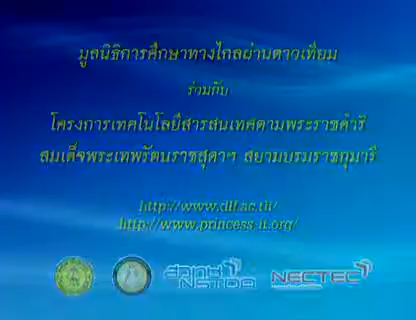 มูลนิธิการศึกษาทางไกลผ่านดาวเทียม
ร่วมกับ
โครงการเทคโนโลยีสารสนเทศตามพระราชดำริ
สมเด็จพระเทพรัตนราชสุดาฯ สยามบรมราชกุมารี
http://www.dlf.ac.th/
http://www.princess-it.org/
NSTDA
NECTEC